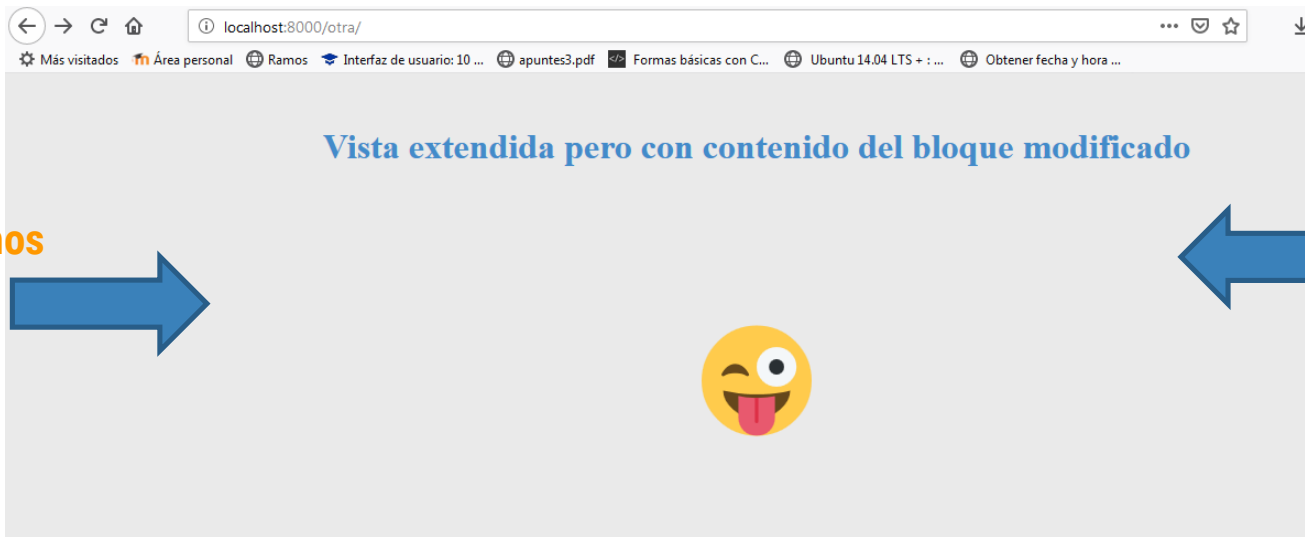 localhost:8000/otra/
Más visitados Área personal Ramos Interfaz de usuario: 10 ... apuntes3.pdf Formas básicas con C... Ubuntu 14.04 LTS + : ... Obtener fecha y hora ...
Vista extendida pero con contenido del bloque modificado